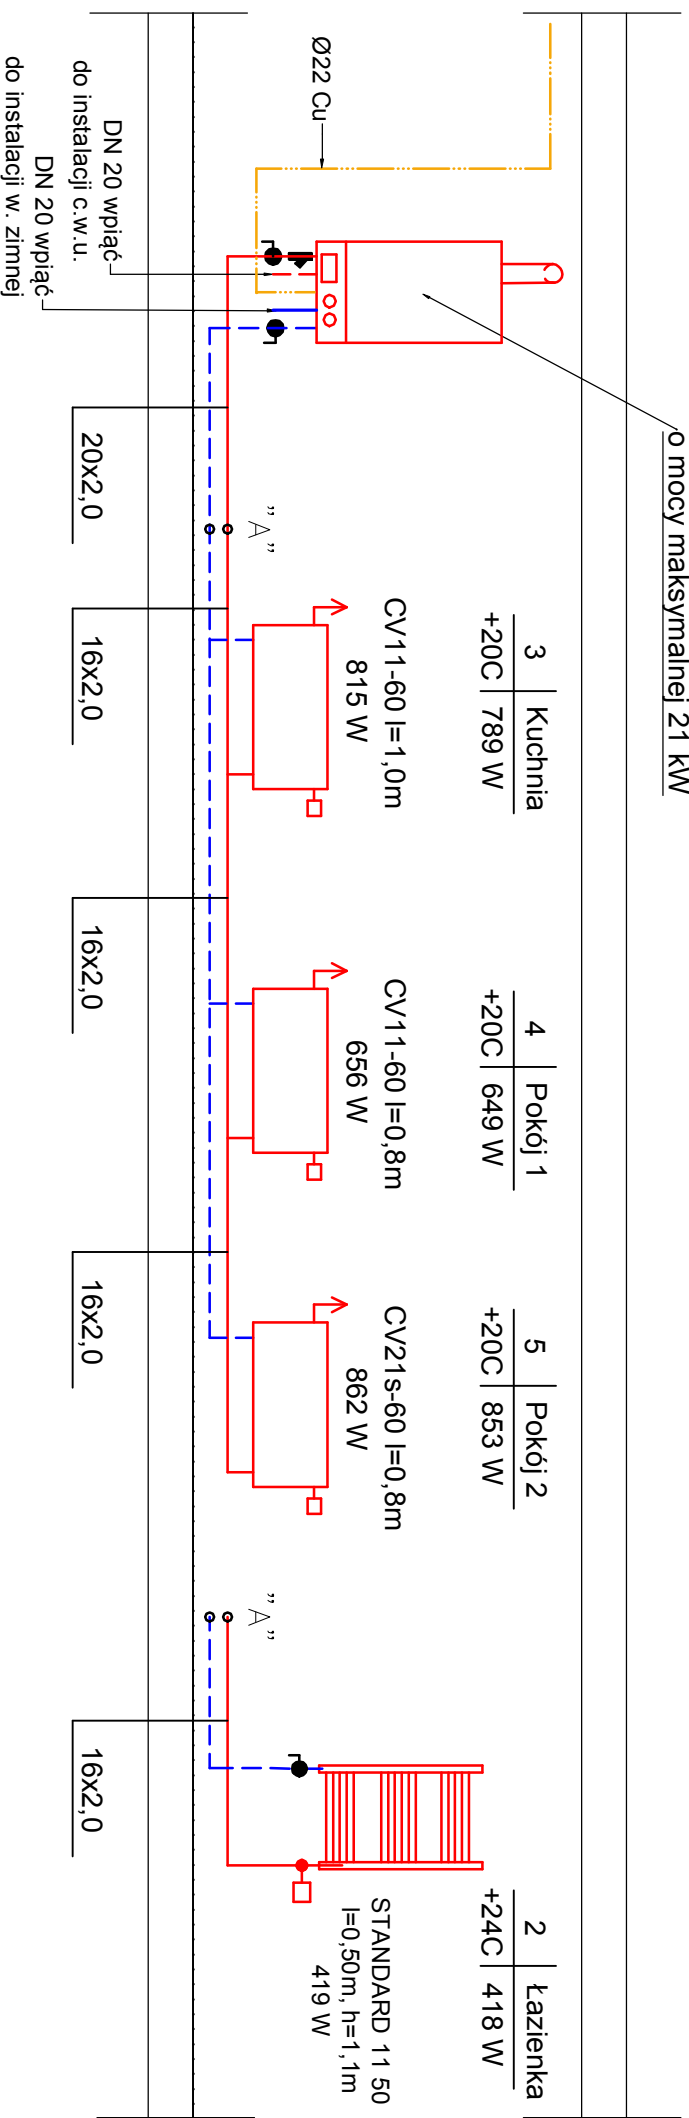 o mocy maksymalnej 21 kW
Ø22 Cu
DN 20 wpiąć
do instalacji c.w.u.
DN 20 wpiąć
do instalacji w. zimnej
20x2,0
"A"
16x2,0
3 Kuchnia
+20C 789 W
CV11-60 l=1,0m
815 W
16x2,0
4 Pokój 1
+20C 649 W
CV11-60 l=0,8m
656 W
16x2,0
5 Pokój 2
+20C 853 W
CV21s-60 l=0,8m
862 W
"A"
16x2,0
2 Łazienka
+24C 418 W
STANDARD 11 50
l=0,50m, h=1,1m
419 W